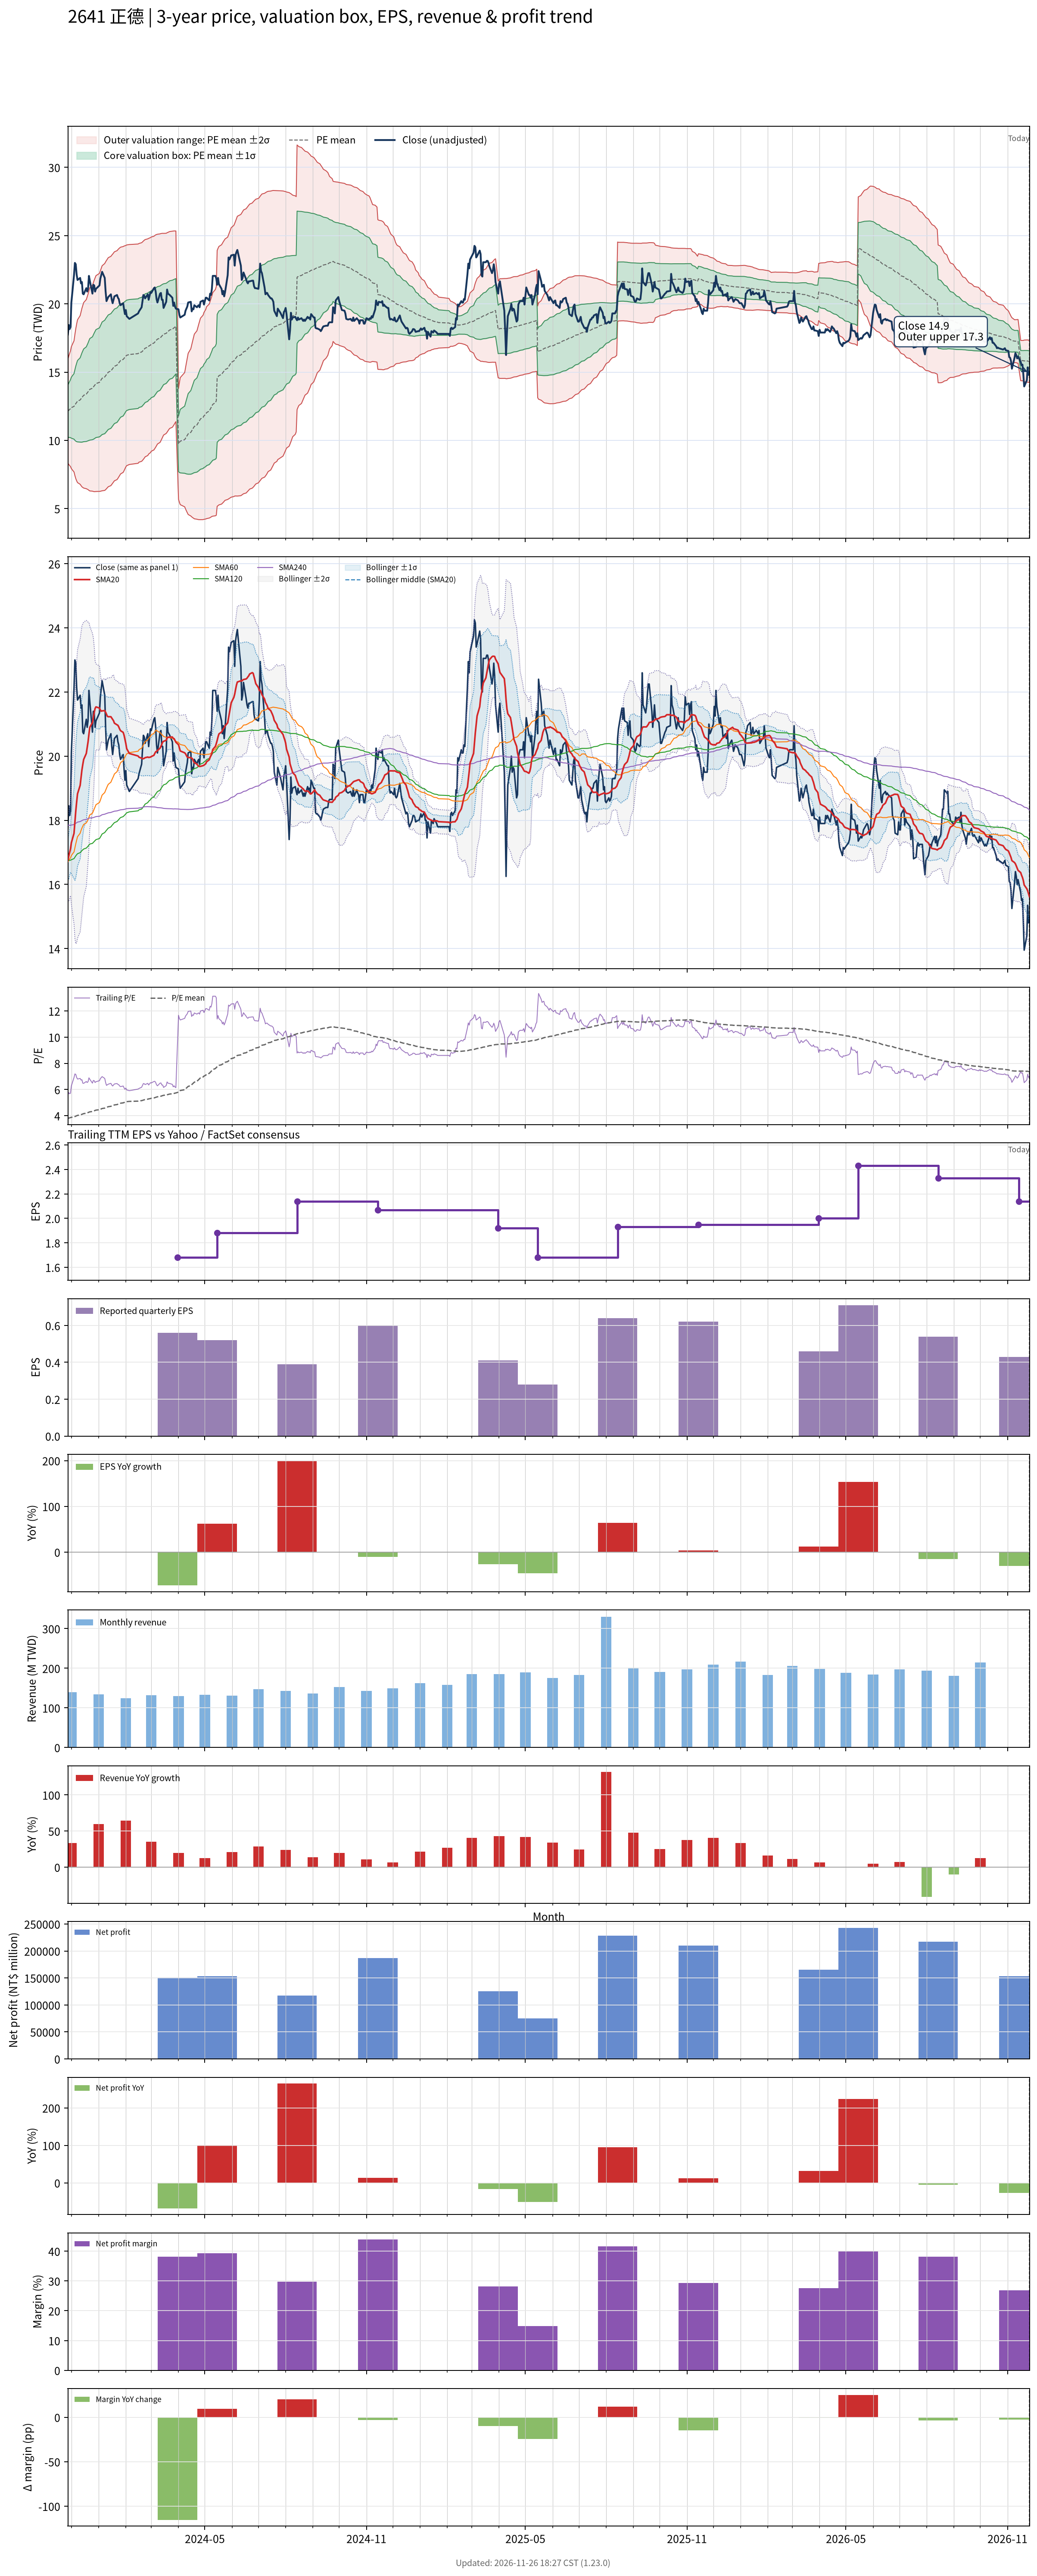 2641 正德 | 3-year price, valuation box, EPS, revenue & profit trend
Outer valuation range: PE mean ±2σ
PE mean
Close (unadjusted)
Core valuation box: PE mean ±1σ
Today
30
25
20
15
10
5
Price (TWD)
Close 14.9
Outer upper 17.3
Close (same as panel 1)
SMA20
SMA60
SMA120
SMA240
Bollinger ±2σ
Bollinger ±1σ
Bollinger middle (SMA20)
26
24
22
20
18
16
14
Price
Trailing P/E
P/E mean
12
10
8
6
4
P/E
Trailing TTM EPS vs Yahoo / FactSet consensus
Today
2.6
2.4
2.2
2.0
1.8
1.6
EPS
Reported quarterly EPS
0.6
0.4
0.2
0.0
EPS
EPS YoY growth
200
100
0
YoY (%)
Monthly revenue
300
200
100
0
Revenue (M TWD)
Revenue YoY growth
100
50
0
YoY (%)
Month
Net profit
250000
200000
150000
100000
50000
0
Net profit (NT$ million)
Net profit YoY
200
100
0
YoY (%)
Net profit margin
40
30
20
10
0
Margin (%)
Margin YoY change
0
-50
-100
Δ margin (pp)
2024-05
2024-11
2025-05
2025-11
2026-05
2026-11
Updated: 2026-11-26 18:27 CST (1.23.0)